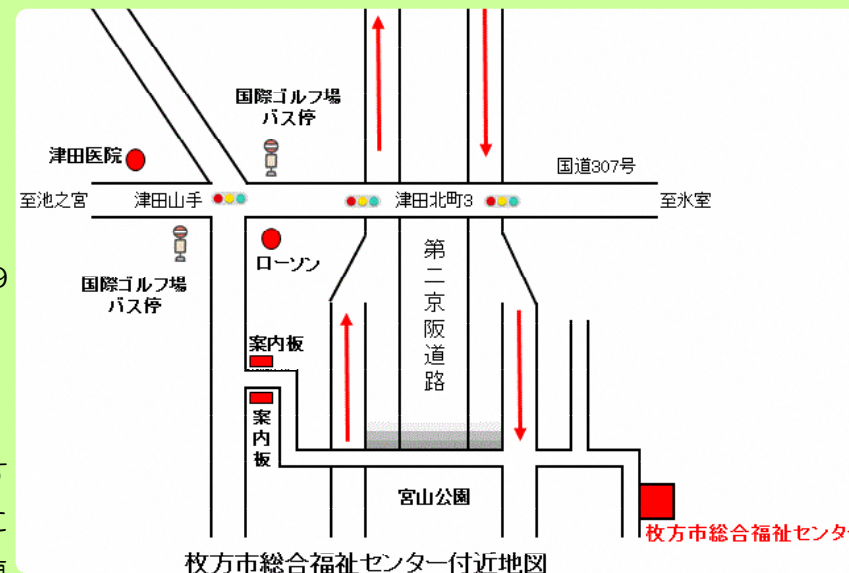 国際ゴルフ場
バス停
津田医院
国道307号
至池之宮
津田山手
津田北町3
至氷室
ローソン
第二京阪道路
国際ゴルフ場
バス停
案内板
案内板
宮山公園
枚方市総合福祉センタ
枚方市総合福祉センター付近地図